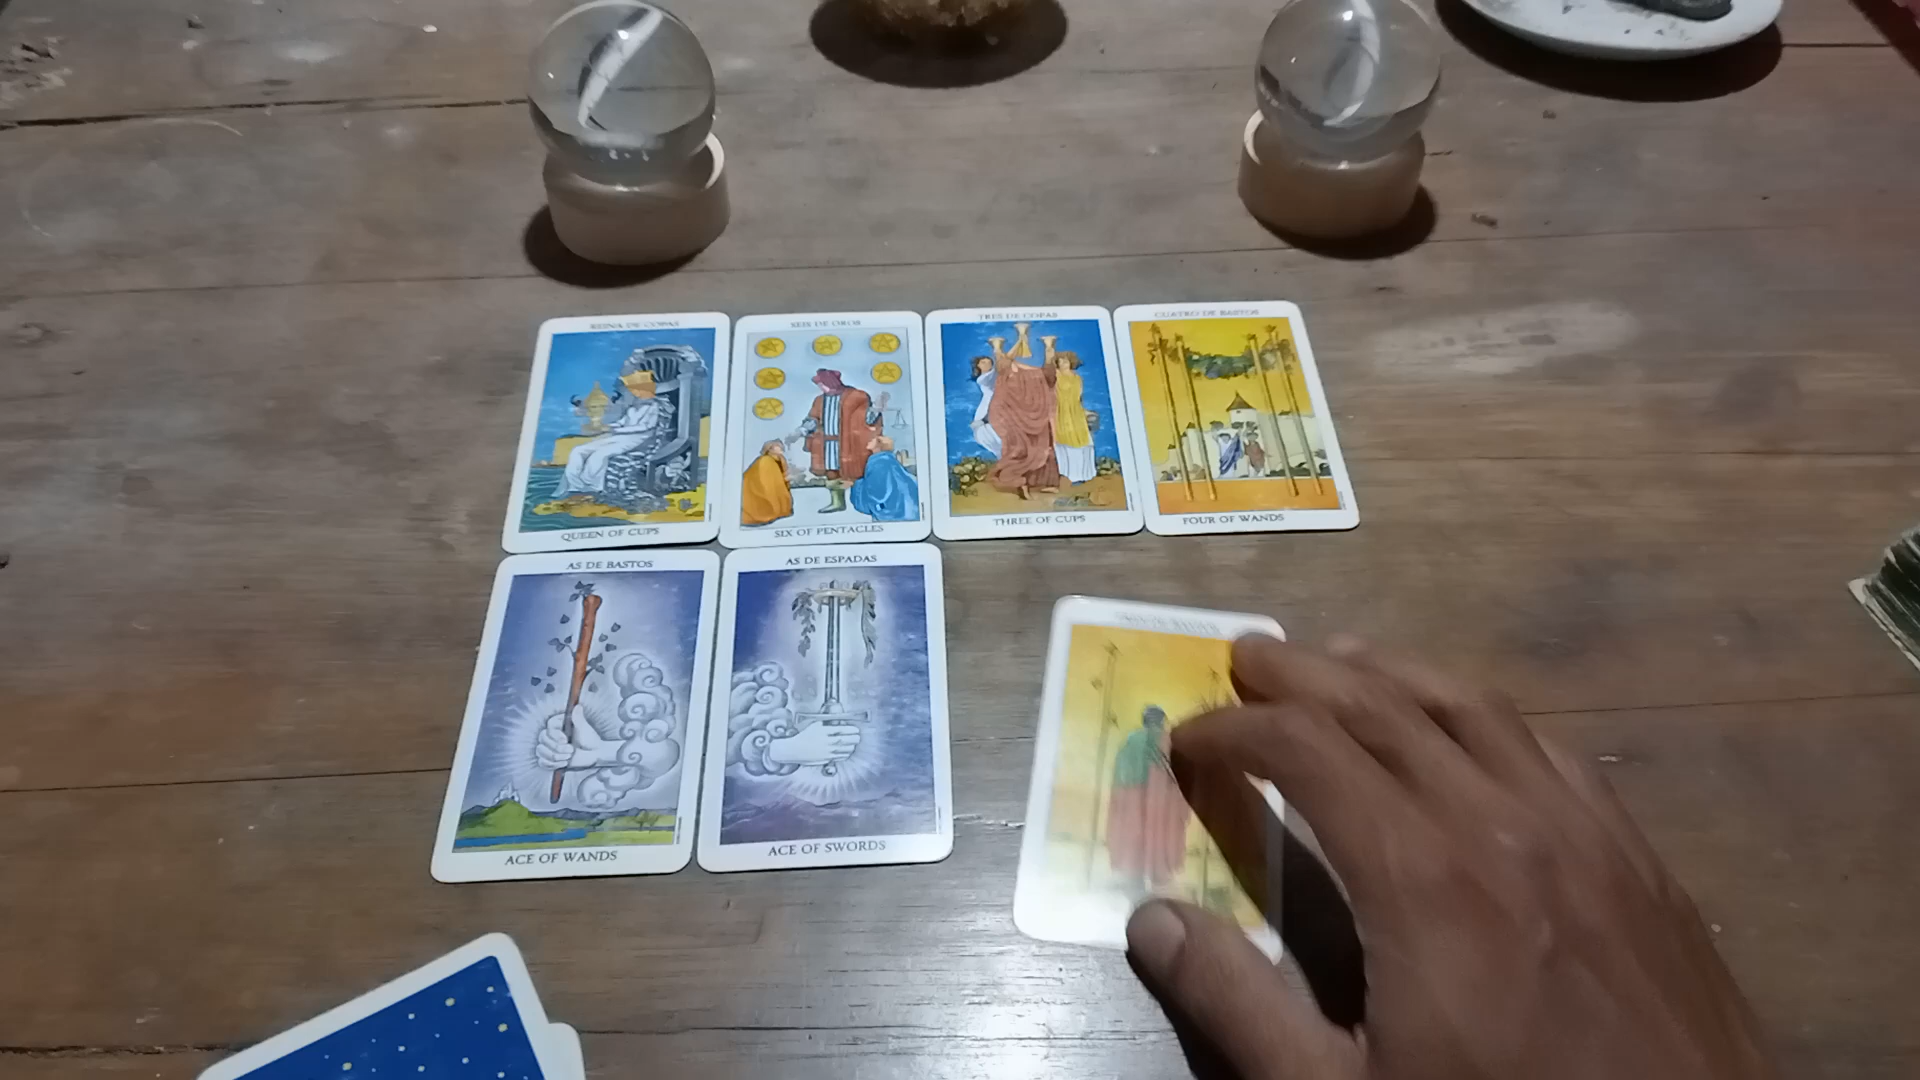 REINA DE COPAS
SEIS DE OROS
TRES DE COPAS
CUATRO DE BASTOS
QUEEN OF CUPS
SIX OF PENTACLES
THREE OF CUPS
FOUR OF WANDS
AS DE BASTOS
AS DE ESPADAS
ACE OF WANDS
ACE OF SWORDS